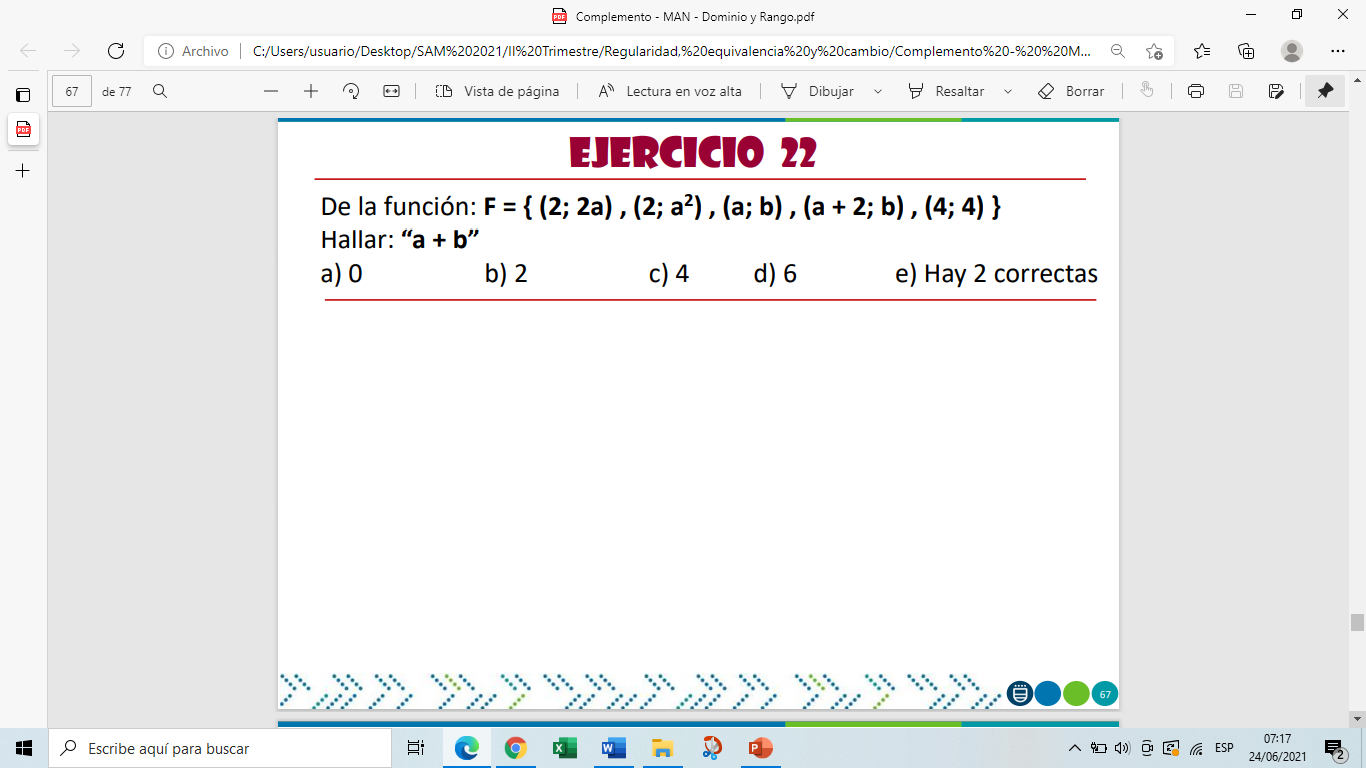 Complemento - MAN - Dominio y Rango.pdf
Archivo
C:/Users/usuario/Desktop/SAM%202021/II%20Trimestre/Regularidad,%20equivalencia%20y%20cambio/Complemento%20-%20%20M...
67 de 77
Vista de página
Lectura en voz alta
Dibujar
Resaltar
Borrar
EJERCICIO 22
De la función: F = { (2; 2a) , (2; a²) , (a; b) , (a + 2; b) , (4; 4) }
Hallar: “a + b”
a) 0 b) 2 c) 4 d) 6 e) Hay 2 correctas
67
Escribe aquí para buscar
ESP
07:17
24/06/2021
2